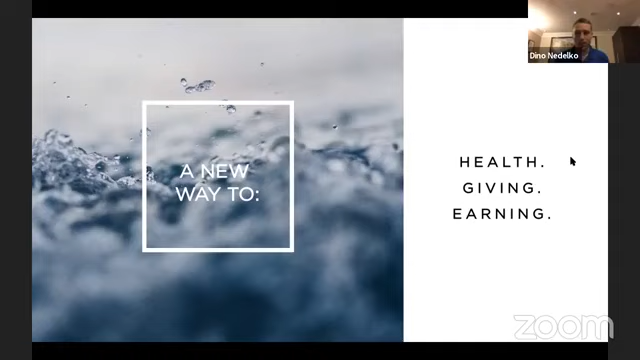 Dino Nedelko
A NEW
WAY TO:
HEALTH.
GIVING.
EARNING.
zoom